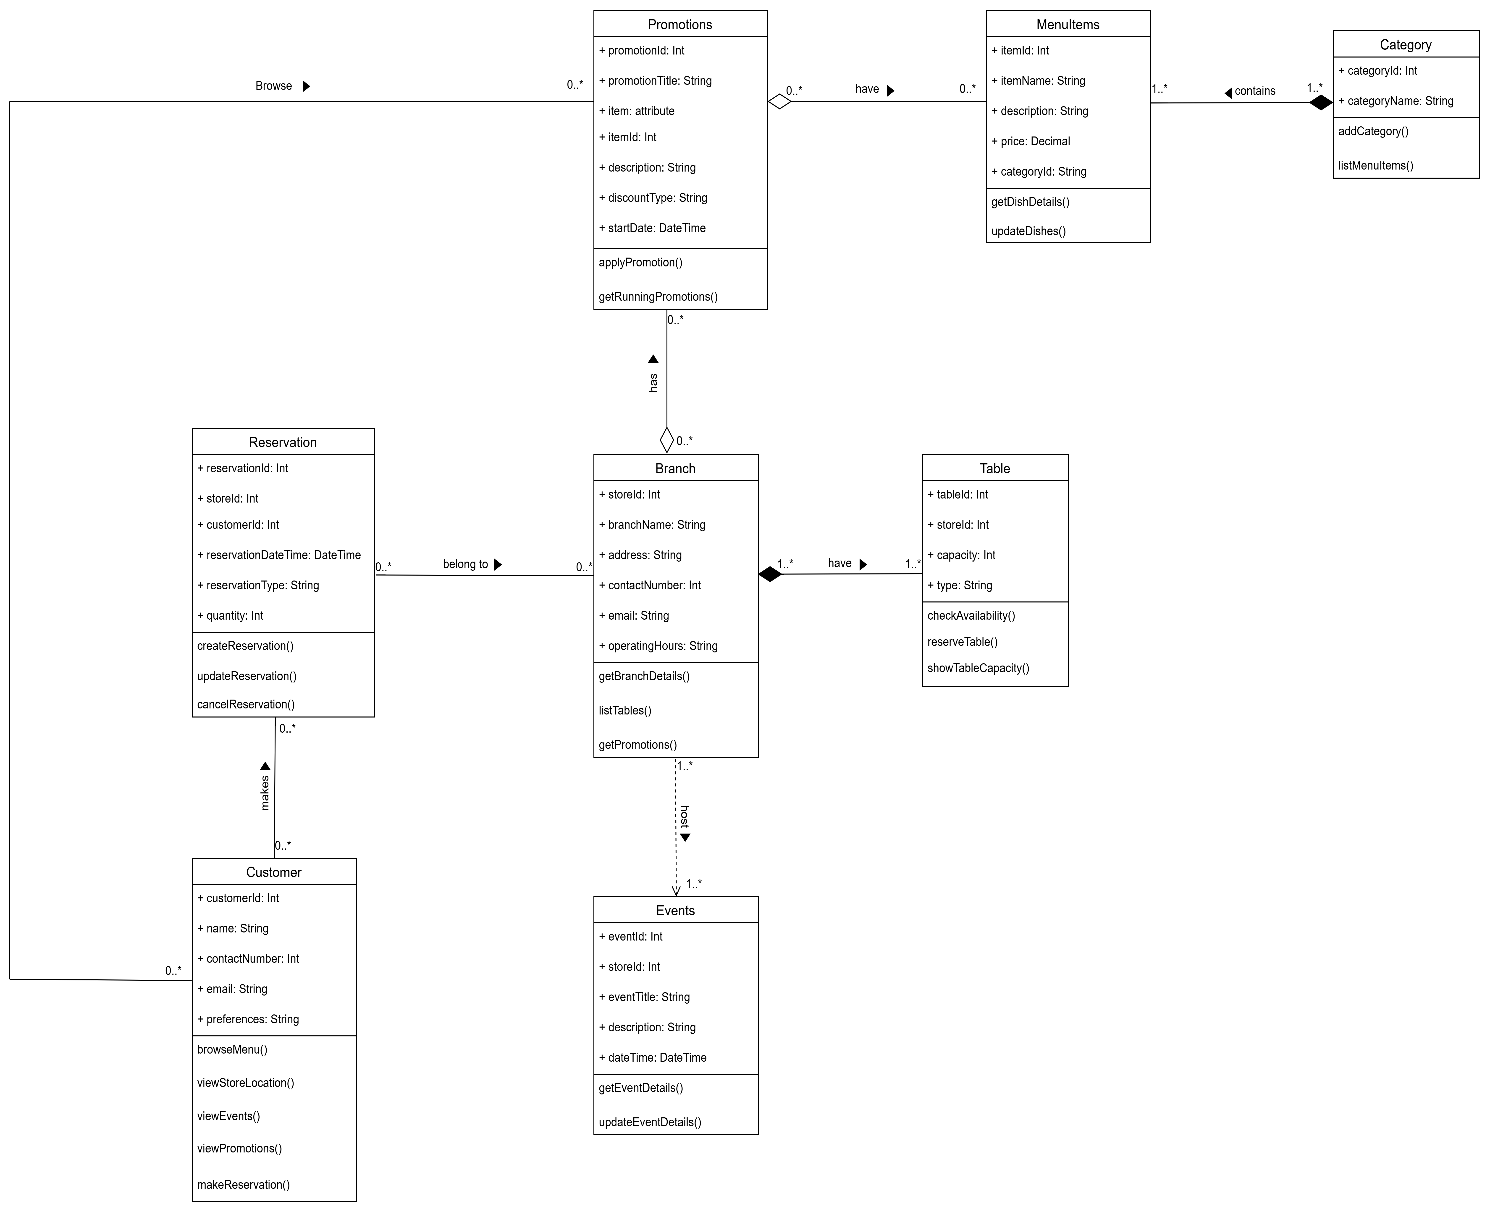 Promotions
+ promotionId: Int
+ promotionTitle: String
+ item: attribute
+ itemId: Int
+ description: String
+ discountType: String
+ startDate: DateTime
applyPromotion()
getRunningPromotions()
MenuItems
+ itemId: Int
+ itemName: String
+ description: String
+ price: Decimal
+ categoryId: String
getDishDetails()
updateDishes()
Category
+ categoryId: Int
+ categoryName: String
addCategory()
listMenuItems()
Browse
0..*
0..*
have
0..*
1..*
contains
1..*
0..*
has
0..*
Reservation
+ reservationId: Int
+ storeId: Int
+ customerId: Int
+ reservationDateTime: DateTime
+ reservationType: String
+ quantity: Int
createReservation()
updateReservation()
cancelReservation()
0..*
belong to
0..*
Branch
+ storeId: Int
+ branchName: String
+ address: String
+ contactNumber: Int
+ email: String
+ operatingHours: String
getBranchDetails()
listTables()
getPromotions()
1..*
have
1..*
Table
+ tableId: Int
+ storeId: Int
+ capacity: Int
+ type: String
checkAvailability()
reserveTable()
showTableCapacity()
0..*
makes
0..*
1..*
host
1..*
Customer
+ customerId: Int
+ name: String
+ contactNumber: Int
+ email: String
+ preferences: String
browseMenu()
viewStoreLocation()
viewEvents()
viewPromotions()
makeReservation()
0..*
Events
+ eventId: Int
+ storeId: Int
+ eventTitle: String
+ description: String
+ dateTime: DateTime
getEventDetails()
updateEventDetails()